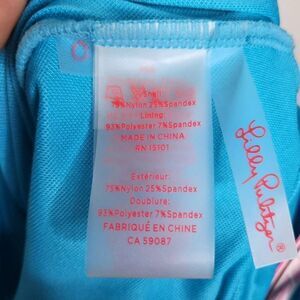 Shell:
75%Nylon 25%Spandex
Lining:
93%Polyester 7%Spandex
MADE IN CHINA
RN 15101
Extérieur:
75%Nylon 25%Spandex
Doublure:
93%Polyester 7%Spandex
FABRIQUÉ EN CHINE
CA 59087
Lilly Pulitzer®